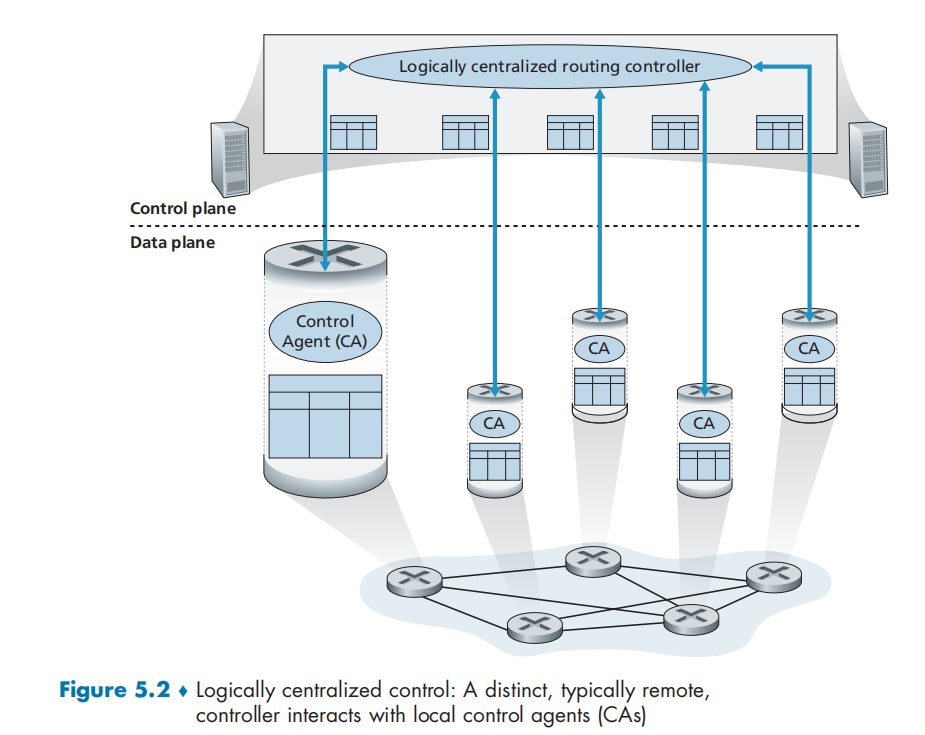 Logically centralized routing controller
Control plane
Data plane
Control
Agent (CA)
CA
CA
CA
CA
Figure 5.2 ♦ Logically centralized control: A distinct, typically remote,
controller interacts with local control agents (CAs)